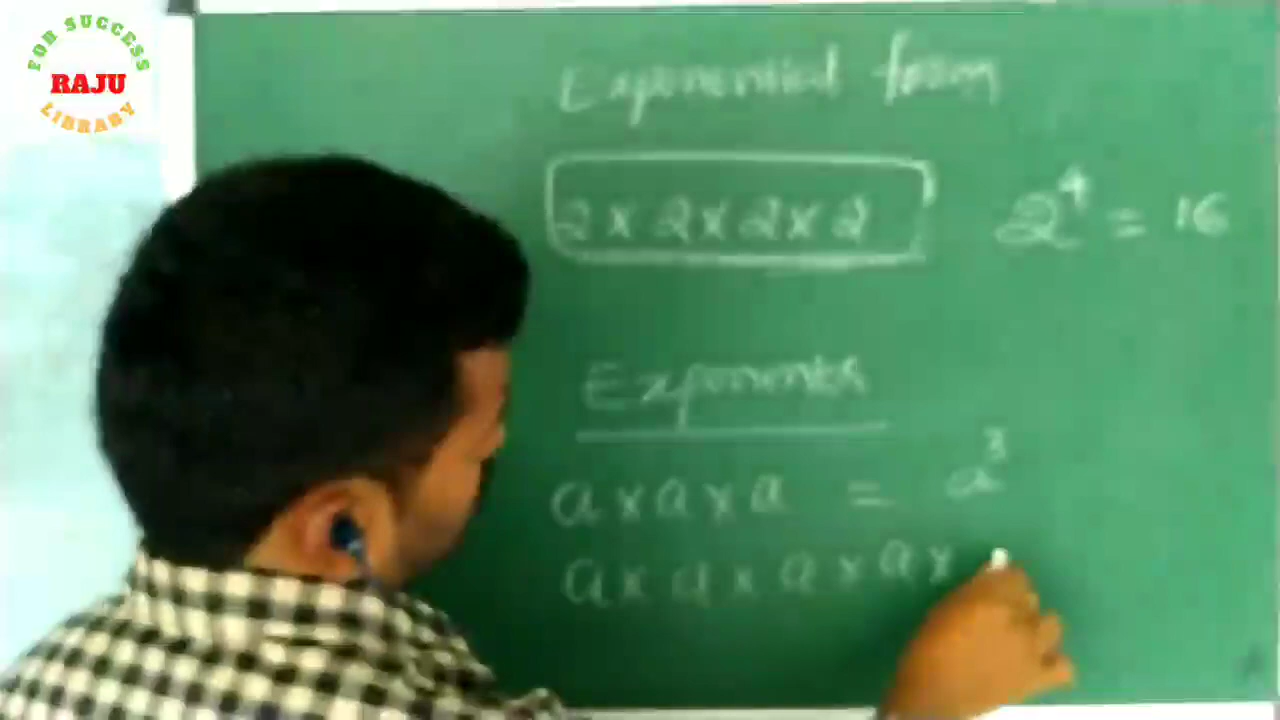 FOR SUCCESS
RAJU
LIBRARY
Exponential form
2 x 2 x 2 x 2 2⁴ = 16
Exponents
a x a x a = a³
a x a x a x a x